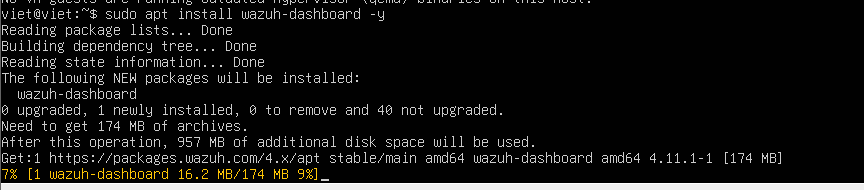 No VM guests are running outdated hypervisor (qemu) binaries on this host.
viet@viet:~$ sudo apt install wazuh-dashboard -y
Reading package lists... Done
Building dependency tree... Done
Reading state information... Done
The following NEW packages will be installed:
  wazuh-dashboard
0 upgraded, 1 newly installed, 0 to remove and 40 not upgraded.
Need to get 174 MB of archives.
After this operation, 957 MB of additional disk space will be used.
Get:1 https://packages.wazuh.com/4.x/apt stable/main amd64 wazuh-dashboard amd64 4.11.1-1 [174 MB]
7% [1 wazuh-dashboard 16.2 MB/174 MB 9%]